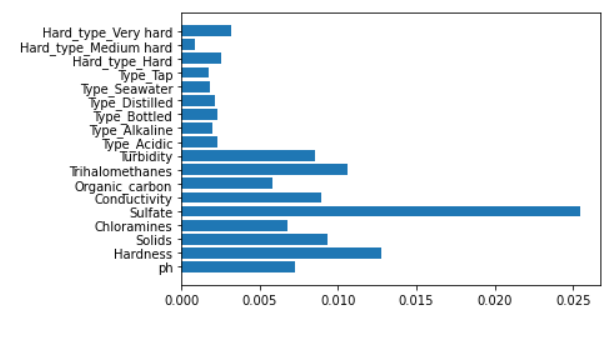 Hard_type_Very hard
Hard_type_Medium hard
Hard_type_Hard
Type_Tap
Type_Seawater
Type_Distilled
Type_Bottled
Type_Alkaline
Type_Acidic
Turbidity
Trihalomethanes
Organic_carbon
Conductivity
Sulfate
Chloramines
Solids
Hardness
ph
0.000 0.005 0.010 0.015 0.020 0.025